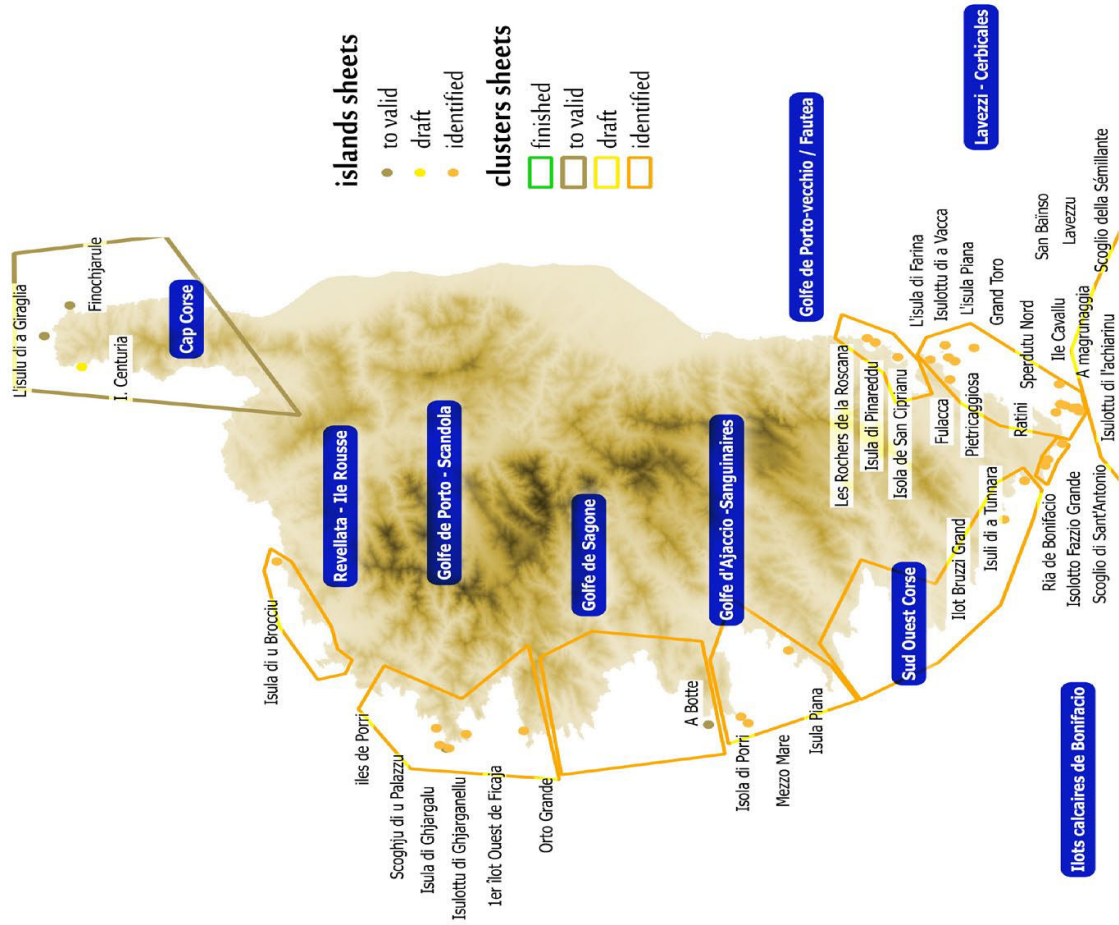 L'isulu di a Giraglia
Finochjarule
I. Centuria
Cap Corse
islands sheets
to valid
draft
identified
clusters sheets
finished
to valid
draft
identified
Revellata - Ile Rousse
Isula di u Brocciu
Golfe de Porto - Scandola
iles de Porri
Scoghju di u Palazzu
Isula di Ghjargalu
Isulottu di Ghjarganellu
1er îlot Ouest de Ficaja
Orto Grande
Golfe de Sagone
A Botte
Golfe d'Ajaccio -Sanguinaires
Isola di Porri
Mezzo Mare
Isula Piana
Golfe de Porto-vecchio / Fautea
Les Rochers de la Roscana
Isula di Pinareddu
Isola de San Ciprianu
Lavezzi - Cerbicales
L'isula di Farina
Isulottu di a Vacca
L'isula Piana
Grand Toro
Fulacca
Pietricaggiosa
Ratini
Sperdutu Nord
Ile Cavallu
San Baïnso
Lavezzu
A magrunaggia
Scoglio della Sémillante
Isulottu di l'achiarinu
Sud Ouest Corse
Ilot Bruzzi Grand
Isuli di a Tunnara
Ria de Bonifacio
Isolotto Fazzio Grande
Scoglio di Sant'Antonio
Ilots calcaires de Bonifacio